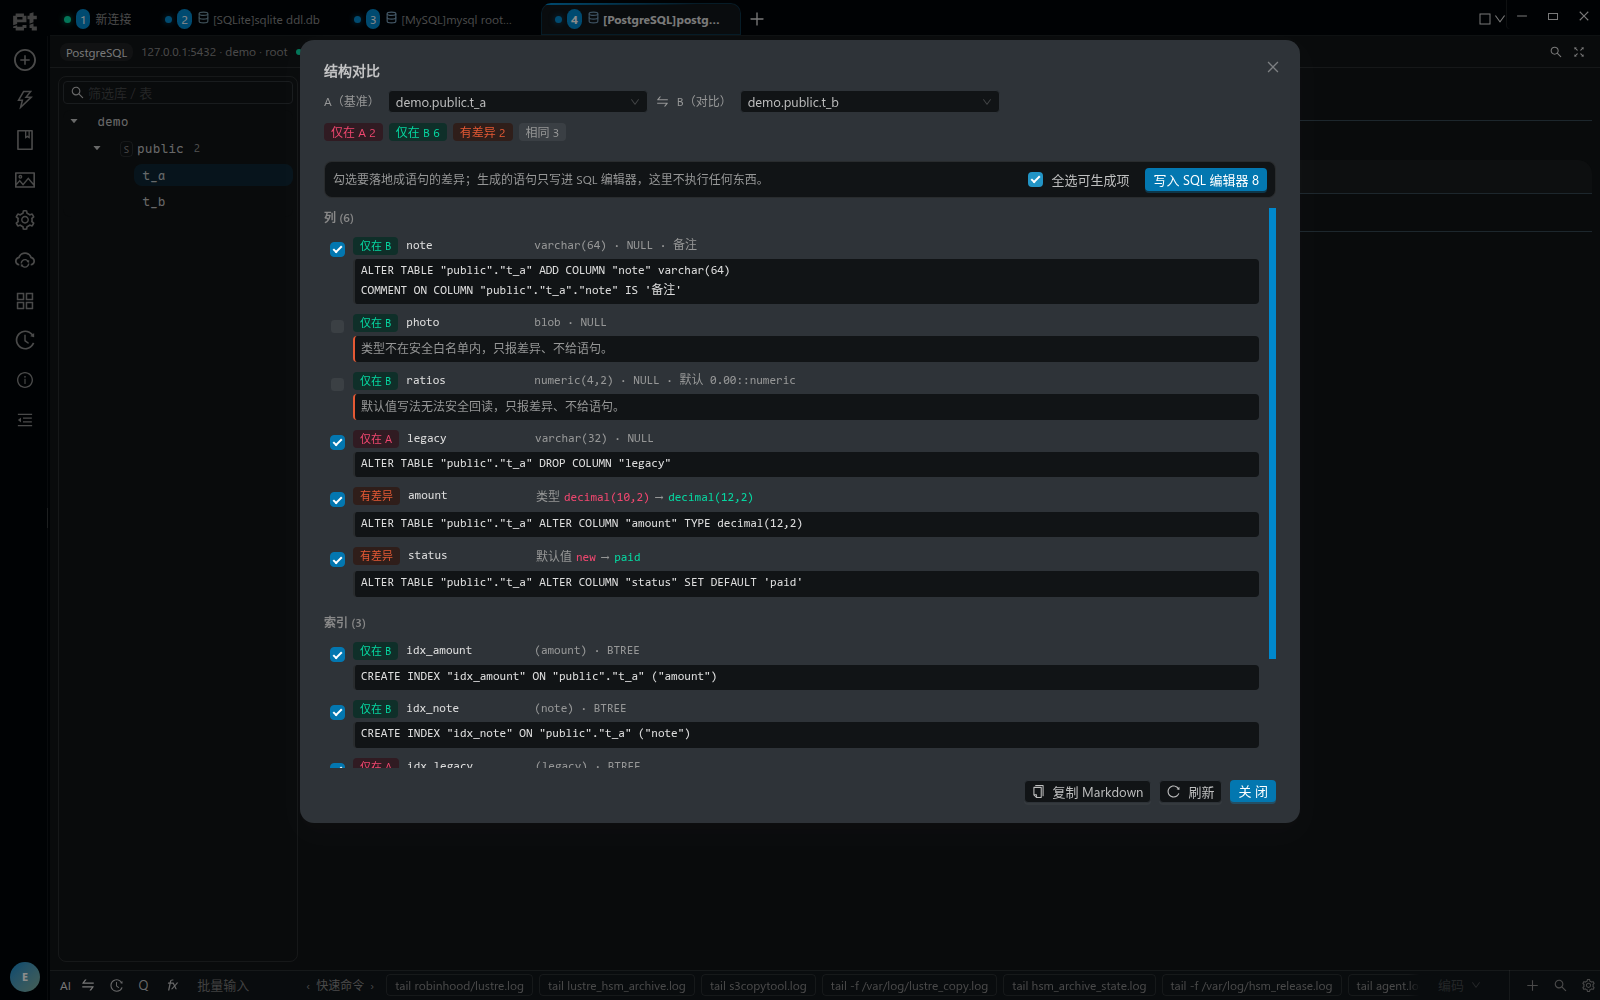 et
1 新连接
2 [SQLite]sqlite ddl.db
3 [MySQL]mysql root...
4 [PostgreSQL]postg...
PostgreSQL 127.0.0.1:5432 · demo · root
筛选库 / 表
demo
S public 2
t_a
t_b
结构对比
A（基准） demo.public.t_a ⇋ B（对比） demo.public.t_b
仅在 A 2 仅在 B 6 有差异 2 相同 3
勾选要落地成语句的差异；生成的语句只写进 SQL 编辑器，这里不执行任何东西。 全选可生成项 写入 SQL 编辑器 8
列 (6)
仅在 B note varchar(64) · NULL · 备注
ALTER TABLE "public"."t_a" ADD COLUMN "note" varchar(64)
COMMENT ON COLUMN "public"."t_a"."note" IS '备注'
仅在 B photo blob · NULL
类型不在安全白名单内，只报差异、不给语句。
仅在 B ratios numeric(4,2) · NULL · 默认 0.00::numeric
默认值写法无法安全回读，只报差异、不给语句。
仅在 A legacy varchar(32) · NULL
ALTER TABLE "public"."t_a" DROP COLUMN "legacy"
有差异 amount 类型 decimal(10,2) → decimal(12,2)
ALTER TABLE "public"."t_a" ALTER COLUMN "amount" TYPE decimal(12,2)
有差异 status 默认值 new → paid
ALTER TABLE "public"."t_a" ALTER COLUMN "status" SET DEFAULT 'paid'
索引 (3)
仅在 B idx_amount (amount) · BTREE
CREATE INDEX "idx_amount" ON "public"."t_a" ("amount")
仅在 B idx_note (note) · BTREE
CREATE INDEX "idx_note" ON "public"."t_a" ("note")
仅在 A idx_legacy (legacy) · BTREE
复制 Markdown 刷新 关 闭
E
AI Q fx 批量输入 ‹ 快速命令 › tail robinhood/lustre.log tail lustre_hsm_archive.log tail s3copytool.log tail -f /var/log/lustre_copy.log tail hsm_archive_state.log tail -f /var/log/hsm_release.log tail agent.lo 编码